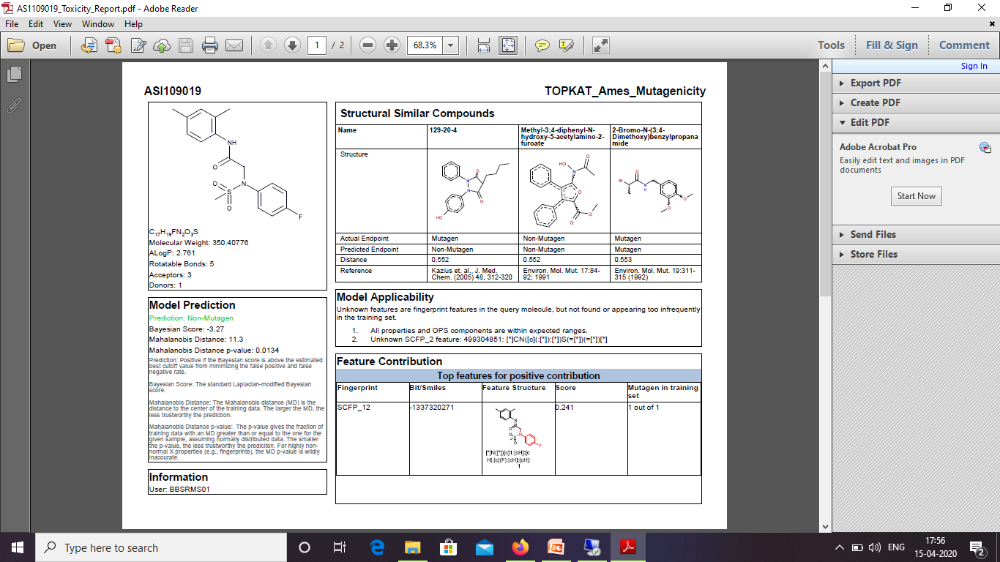 AS1109019_Toxicity_Report.pdf - Adobe Reader
File Edit View Window Help
Open
1 / 2
68.3%
Tools Fill & Sign Comment
Sign In
Export PDF
Create PDF
Edit PDF
Adobe Acrobat Pro
Easily edit text and images in PDF
documents
Start Now
Send Files
Store Files
ASI109019
TOPKAT_Ames_Mutagenicity
NH
O
O
N
S
O
F
C17H19FN2O3S
Molecular Weight: 350.40776
ALogP: 2.761
Rotatable Bonds: 5
Acceptors: 3
Donors: 1
Model Prediction
Prediction: Non-Mutagen
Bayesian Score: -3.27
Mahalanobis Distance: 11.3
Mahalanobis Distance p-value: 0.0134
Prediction: Positive if the Bayesian score is above the estimated
best cutoff value from minimizing the false positive and false
negative rate.
Bayesian Score: The standard Laplacian-modified Bayesian
score.
Mahalanobis Distance: The Mahalanobis distance (MD) is the
distance to the center of the training data. The larger the MD, the
less trustworthy the prediction.
Mahalanobis Distance p-value: The p-value gives the fraction of
training data with an MD greater than or equal to the one for the
given sample, assuming normally distributed data. The smaller
the p-value, the less trustworthy the prediciton. For highly non-
normal X properties (e.g., fingerprints), the MD p-value is wildly
inaccurate.
Information
User: BBSRMS01
Structural Similar Compounds
Name 129-20-4 Methyl-3;4-diphenyl-N- 2-Bromo-N-(3;4-
hydroxy-5-acetylamino-2- Dimethoxy)benzylpropana
furoate mide
Structure
Actual Endpoint Mutagen Non-Mutagen Mutagen
Predicted Endpoint Non-Mutagen Non-Mutagen Mutagen
Distance 0.552 0.552 0.553
Reference Kazius et. al., J. Med. Environ. Mol. Mut. 17:84- Environ. Mol. Mut. 19:311-
Chem. (2005) 48, 312-320 92; 1991 315 (1992)
Model Applicability
Unknown features are fingerprint features in the query molecule, but not found or appearing too infrequently
in the training set.
1. All properties and OPS components are within expected ranges.
2. Unknown SCFP_2 feature: 499304851: [*]CN([c](:[*]):[*])S(=[*])(=[*])[*]
Feature Contribution
Top features for positive contribution
Fingerprint Bit/Smiles Feature Structure Score Mutagen in training
set
SCFP_12 -1337320271 0.241 1 out of 1
[*]N([*])[c]1:[cH]:[c
H]:[c](F):[cH]:[cH]:
1
Type here to search
ENG
17:56
15-04-2020
2